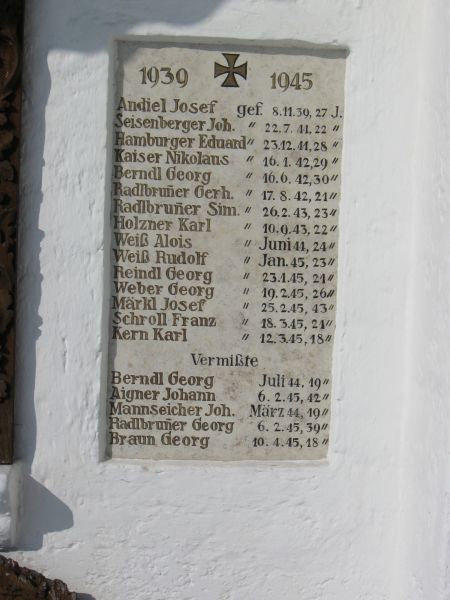 1939 1945
Andiel Josef gef. 8.11.39, 27 J.
Seisenberger Joh. " 22.7.41, 22 "
Hamburger Eduard " 23.12.41, 28 "
Kaiser Nikolaus " 16.1.42, 29 "
Berndl Georg " 16.6.42, 30 "
Radlbruñer Gerh. " 17.8.42, 21 "
Radlbruñer Sim. " 26.2.43, 23 "
Holzner Karl " 10.9.43, 22 "
Weiß Alois " Juni 44, 24 "
Weiß Rudolf " Jan. 45, 23 "
Reindl Georg " 23.1.45, 21 "
Weber Georg " 19.2.45, 26 "
Märkl Josef " 25.2.45, 43 "
Schroll Franz " 18.3.45, 21 "
Kern Karl " 12.3.45, 18 "
Vermißte
Berndl Georg Juli 44, 19 "
Aigner Johann 6.2.45, 42 "
Mannseicher Joh. März 44, 19 "
Radlbruñer Georg 6.2.45, 39 "
Braun Georg 10.4.45, 18 "